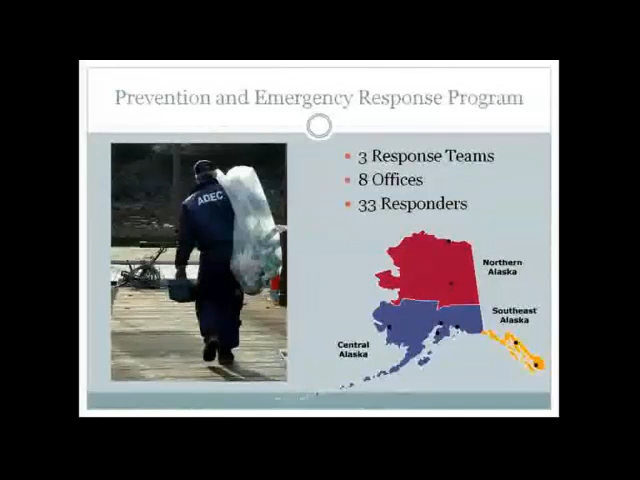 Prevention and Emergency Response Program
ADEC
3 Response Teams
8 Offices
33 Responders
Northern
Alaska
Southeast
Alaska
Central
Alaska